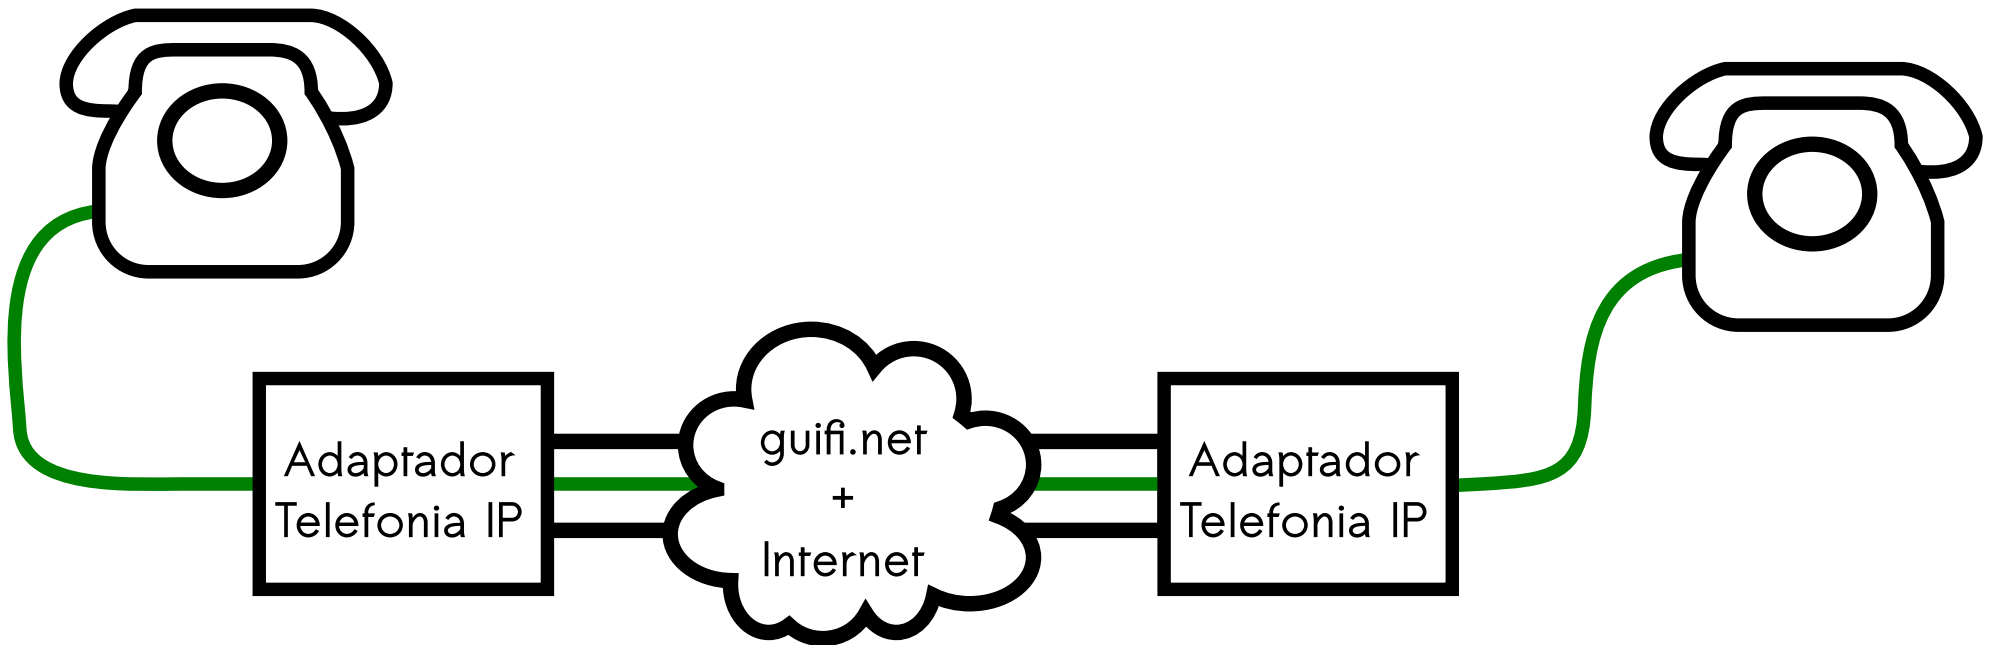 Adaptador
Telefonia IP
guifi.net
+
Internet
Adaptador
Telefonia IP